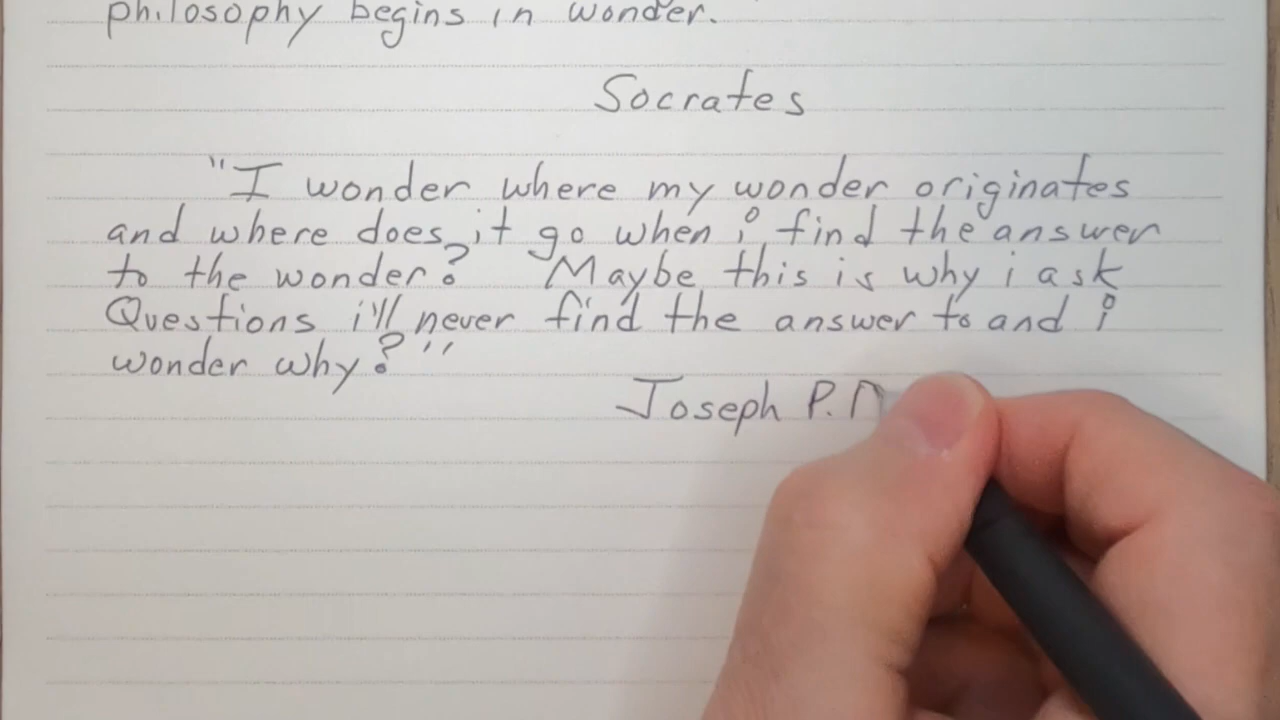 philosophy begins in wonder.
Socrates
"I wonder where my wonder originates
and where does it go when i find the answer
to the wonder? Maybe this is why i ask
Questions i'll never find the answer to and i
wonder why?"
Joseph P.